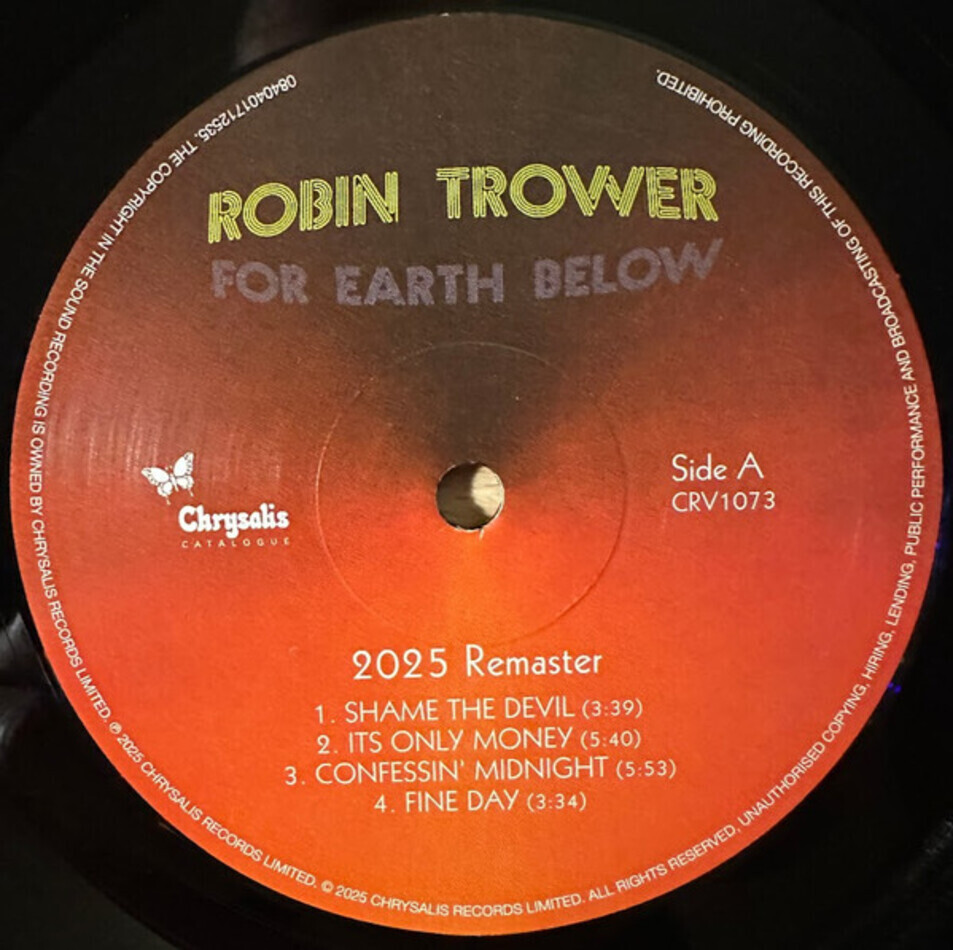 ROBIN TROWER
FOR EARTH BELOW
Chrysalis
CATALOGUE
Side A
CRV1073
2025 Remaster
1. SHAME THE DEVIL (3:39)
2. ITS ONLY MONEY (5:40)
3. CONFESSIN' MIDNIGHT (5:53)
4. FINE DAY (3:34)
0840401712535. THE COPYRIGHT IN THE SOUND RECORDING IS OWNED BY CHRYSALIS RECORDS LIMITED. ℗ 2025 CHRYSALIS RECORDS LIMITED. © 2025 CHRYSALIS RECORDS LIMITED. ALL RIGHTS RESERVED, UNAUTHORISED COPYING, HIRING, LENDING, PUBLIC PERFORMANCE AND BROADCASTING OF THIS RECORDING PROHIBITED.